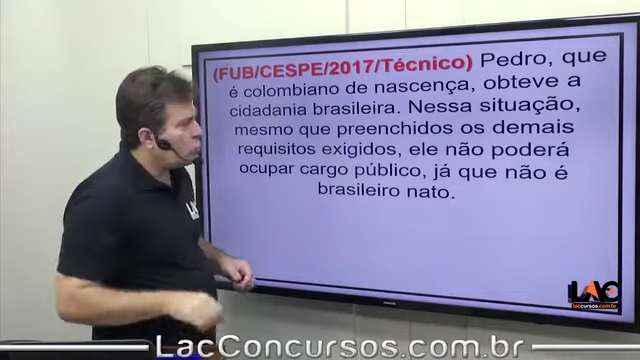 (FUB/CESPE/2017/Técnico) Pedro, que
é colombiano de nascença, obteve a
cidadania brasileira. Nessa situação,
mesmo que preenchidos os demais
requisitos exigidos, ele não poderá
ocupar cargo público, já que não é
brasileiro nato.
LAC
laccursos.com.br
LacConcursos.com.br